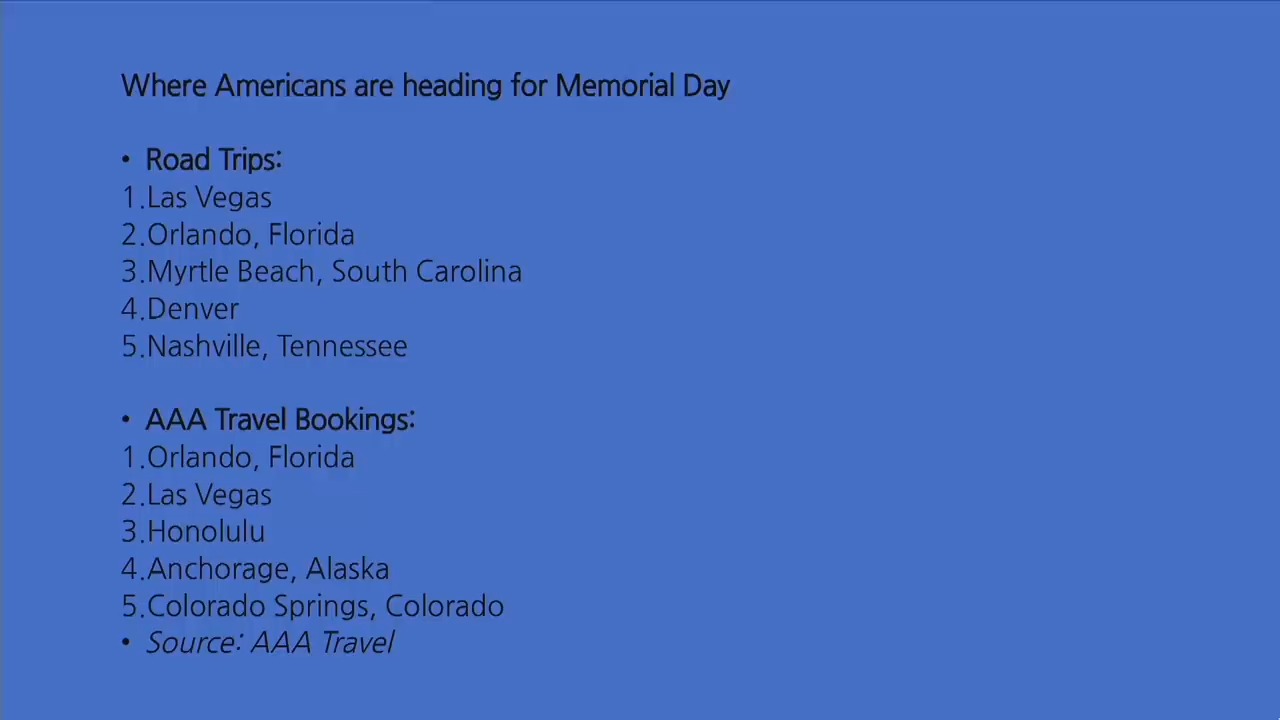 Where Americans are heading for Memorial Day
• Road Trips:
1.Las Vegas
2.Orlando, Florida
3.Myrtle Beach, South Carolina
4.Denver
5.Nashville, Tennessee
• AAA Travel Bookings:
1.Orlando, Florida
2.Las Vegas
3.Honolulu
4.Anchorage, Alaska
5.Colorado Springs, Colorado
• Source: AAA Travel